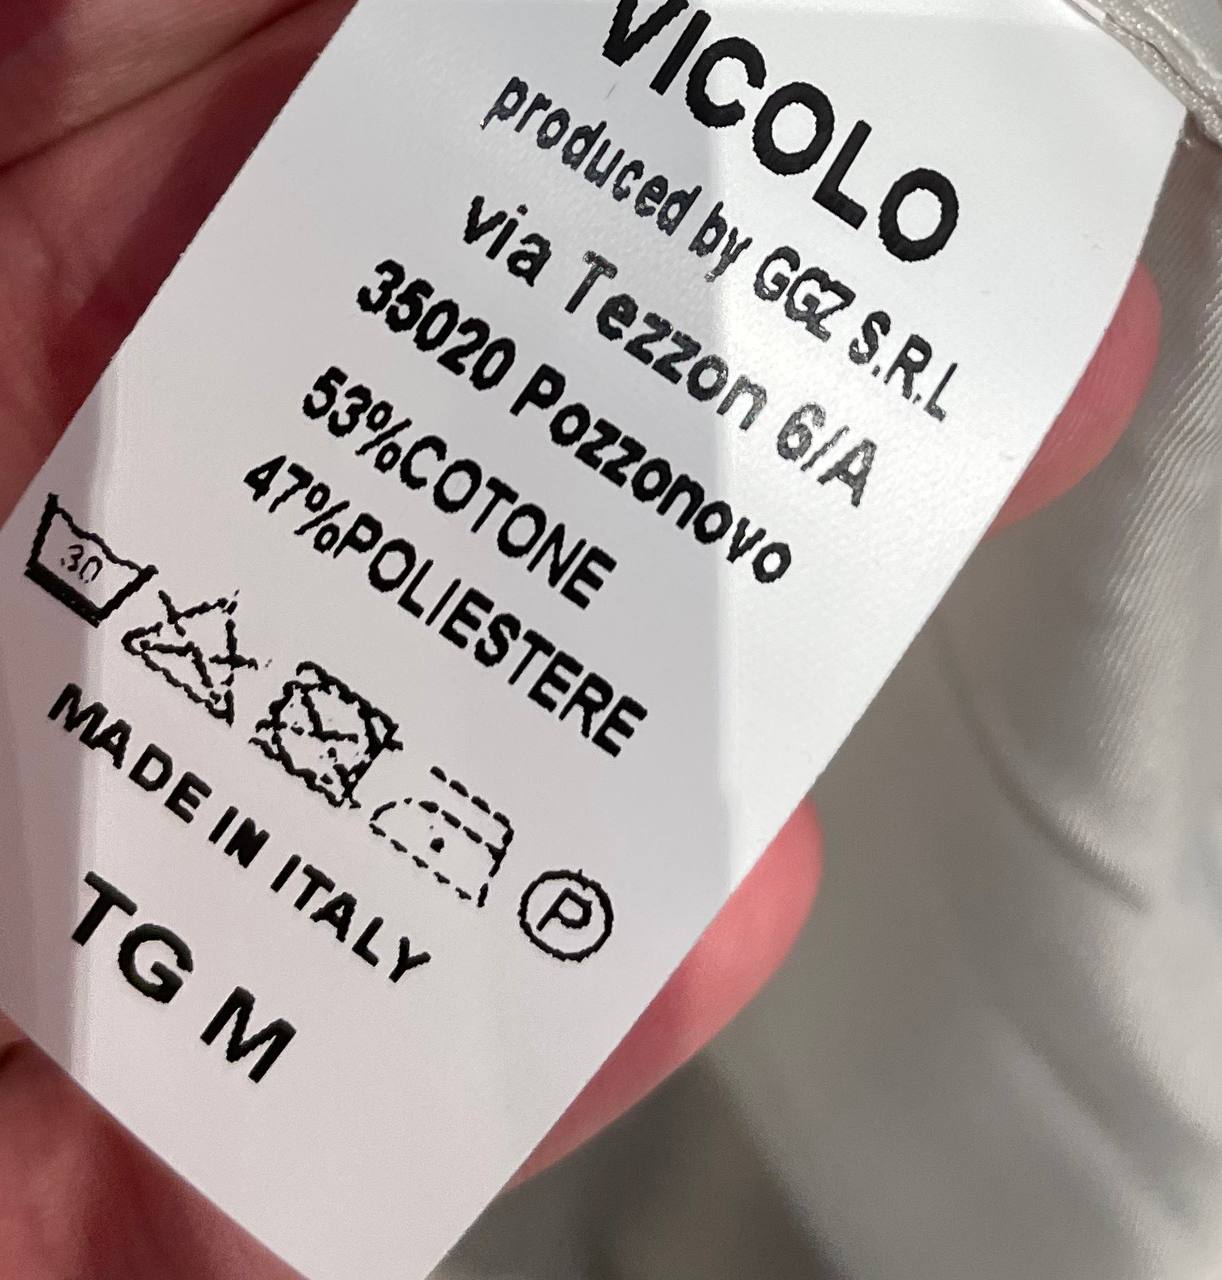 VICOLO
produced by GGZ S.R.L
via Tezzon 6/A
35020 Pozzonovo
53%COTONE
47%POLIESTERE
30
P
MADE IN ITALY
TG M